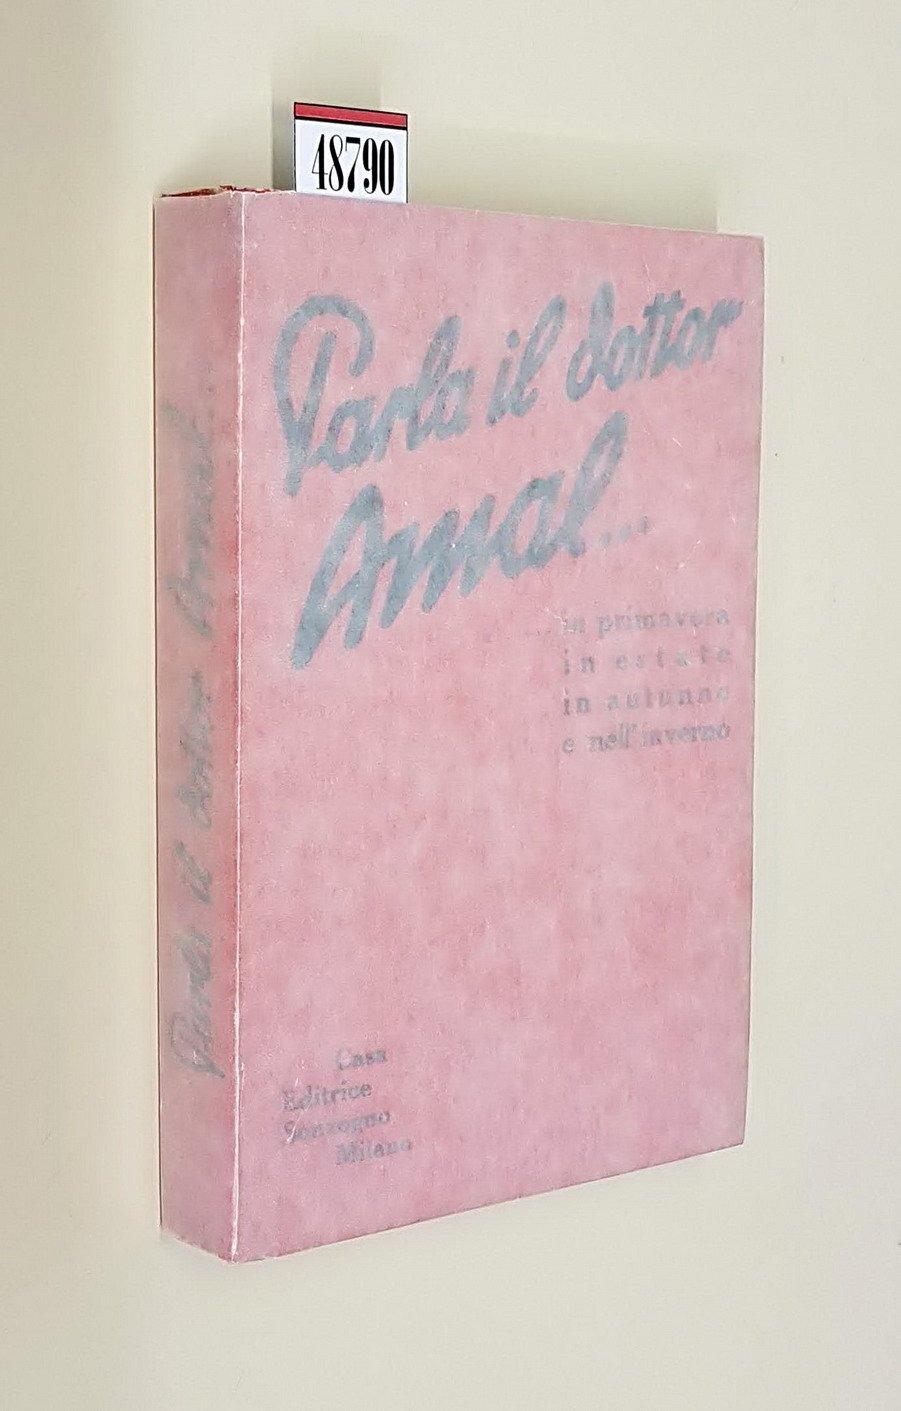 48790
Parla il dottor
Amal...
...in primavera
in estate
in autunno
e nell'inverno
Casa
Editrice
Sonzogno
Milano
Parla il dottor Amal...